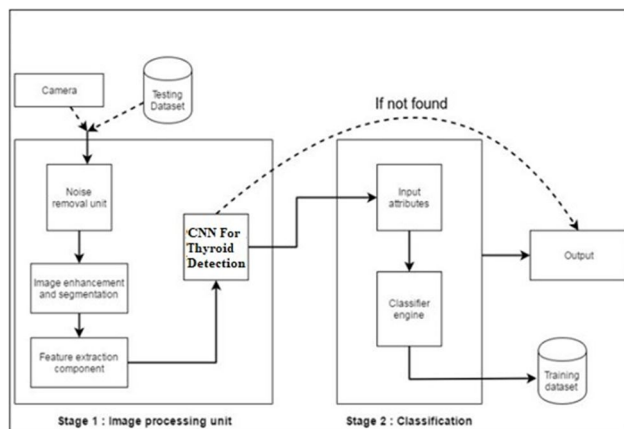 Camera
Testing
Dataset
If not found
Noise
removal unit
Input
attributes
CNN For
Thyroid
Detection
Output
Image enhancement
and segmentation
Classifier
engine
Feature extraction
component
Training
dataset
Stage 1 : Image processing unit
Stage 2 : Classification